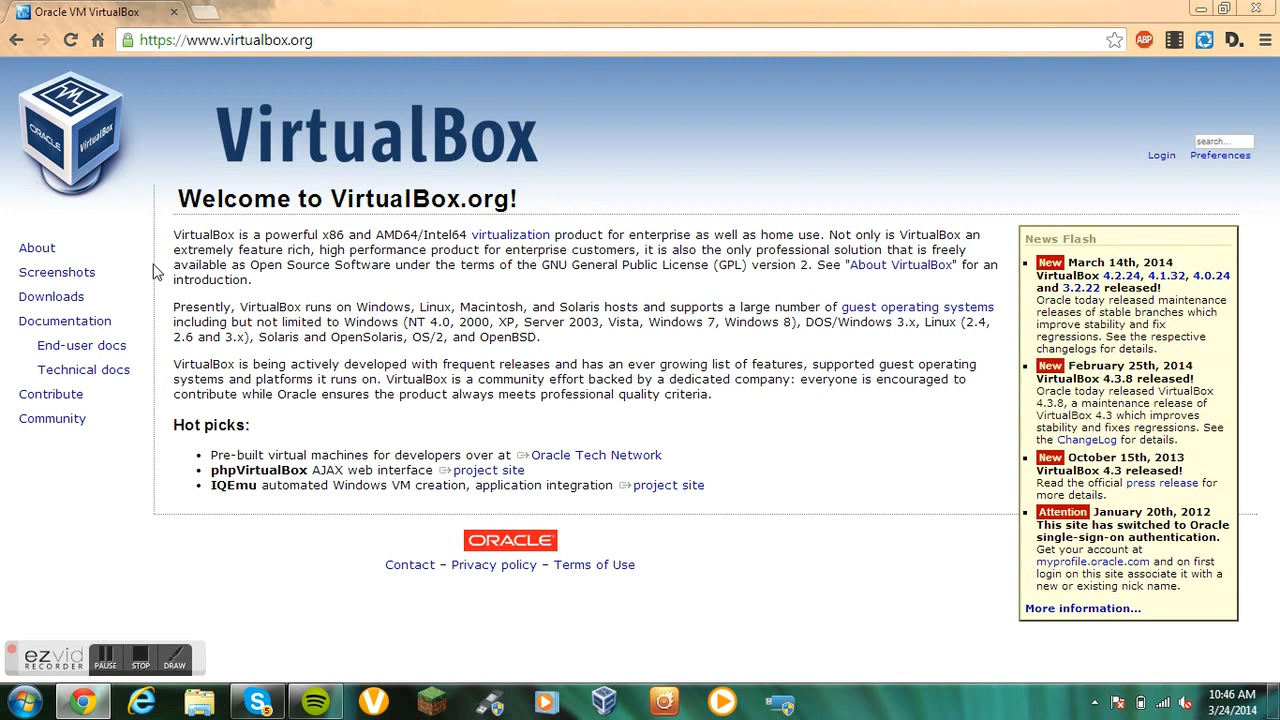 Oracle VM VirtualBox
https://www.virtualbox.org
ABP
D.
ORACLE
VirtualBox
VirtualBox
search...
Login Preferences
Welcome to VirtualBox.org!
About
Screenshots
Downloads
Documentation
End-user docs
Technical docs
Contribute
Community
VirtualBox is a powerful x86 and AMD64/Intel64 virtualization product for enterprise as well as home use. Not only is VirtualBox an
extremely feature rich, high performance product for enterprise customers, it is also the only professional solution that is freely
available as Open Source Software under the terms of the GNU General Public License (GPL) version 2. See "About VirtualBox" for an
introduction.
Presently, VirtualBox runs on Windows, Linux, Macintosh, and Solaris hosts and supports a large number of guest operating systems
including but not limited to Windows (NT 4.0, 2000, XP, Server 2003, Vista, Windows 7, Windows 8), DOS/Windows 3.x, Linux (2.4,
2.6 and 3.x), Solaris and OpenSolaris, OS/2, and OpenBSD.
VirtualBox is being actively developed with frequent releases and has an ever growing list of features, supported guest operating
systems and platforms it runs on. VirtualBox is a community effort backed by a dedicated company: everyone is encouraged to
contribute while Oracle ensures the product always meets professional quality criteria.
Hot picks:
• Pre-built virtual machines for developers over at Oracle Tech Network
• phpVirtualBox AJAX web interface project site
• IQEmu automated Windows VM creation, application integration project site
News Flash
New March 14th, 2014
VirtualBox 4.2.24, 4.1.32, 4.0.24
and 3.2.22 released!
Oracle today released maintenance
releases of stable branches which
improve stability and fix
regressions. See the respective
changelogs for details.
New February 25th, 2014
VirtualBox 4.3.8 released!
Oracle today released VirtualBox
4.3.8, a maintenance release of
VirtualBox 4.3 which improves
stability and fixes regressions. See
the ChangeLog for details.
New October 15th, 2013
VirtualBox 4.3 released!
Read the official press release for
more details.
Attention January 20th, 2012
This site has switched to Oracle
single-sign-on authentication.
Get your account at
myprofile.oracle.com and on first
login on this site associate it with a
new or existing nick name.
More information...
ORACLE
Contact – Privacy policy – Terms of Use
ezvid
RECORDER
PAUSE STOP DRAW
5
10:46 AM
3/24/2014